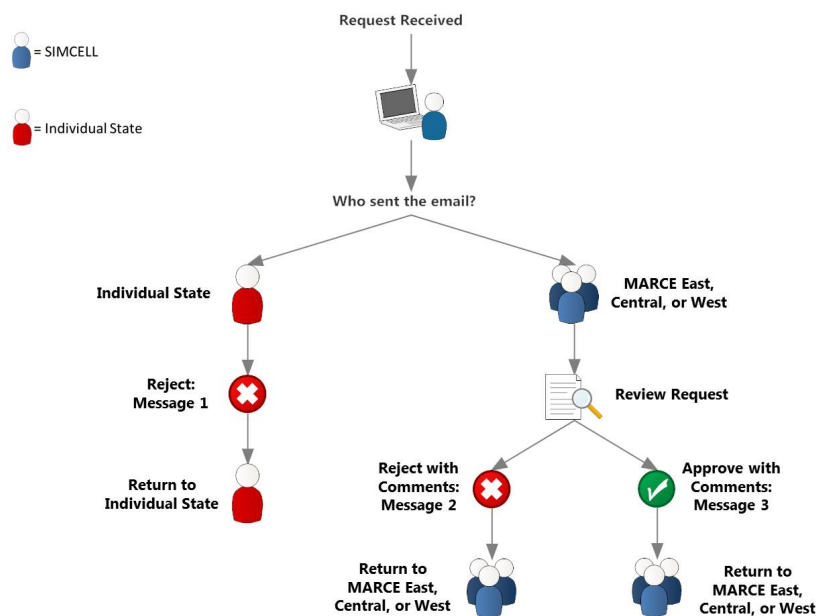 Request Received
= SIMCELL
= Individual State
Who sent the email?
Individual State
MARCE East,
Central, or West
Reject:
Message 1
Review Request
Return to
Individual State
Reject with
Comments:
Message 2
Approve with
Comments:
Message 3
Return to
MARCE East,
Central, or West
Return to
MARCE East,
Central, or West